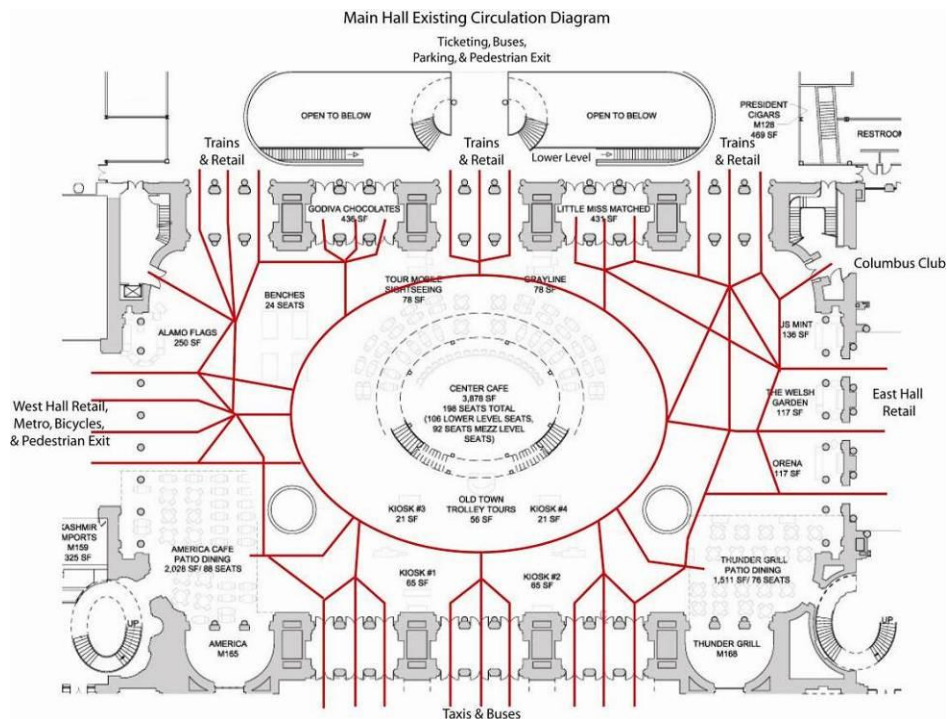 Main Hall Existing Circulation Diagram
Ticketing, Buses,
Parking, & Pedestrian Exit
OPEN TO BELOW
OPEN TO BELOW
PRESIDENT
CIGARS
M128
469 SF
RESTROOM
Trains
& Retail
Trains
& Retail
Lower Level
Trains
& Retail
GODIVA CHOCOLATES
436 SF
LITTLE MISS MATCHED
431 SF
Columbus Club
TOUR MOBILE
SIGHTSEEING
78 SF
GRAYLINE
78 SF
BENCHES
24 SEATS
ALAMO FLAGS
250 SF
US MINT
136 SF
CENTER CAFE
3,878 SF
198 SEATS TOTAL
(106 LOWER LEVEL SEATS,
92 SEATS MEZZ LEVEL
SEATS)
THE WELSH
GARDEN
117 SF
East Hall
Retail
West Hall Retail,
Metro, Bicycles,
& Pedestrian Exit
ORENA
117 SF
KIOSK #3
21 SF
OLD TOWN
TROLLEY TOURS
56 SF
KIOSK #4
21 SF
KASHMIR
IMPORTS
M159
325 SF
AMERICA CAFE
PATIO DINING
2,028 SF/ 88 SEATS
KIOSK #1
65 SF
KIOSK #2
65 SF
THUNDER GRILL
PATIO DINING
1,511 SF/ 76 SEATS
UP
UP
AMERICA
M165
THUNDER GRILL
M168
Taxis & Buses